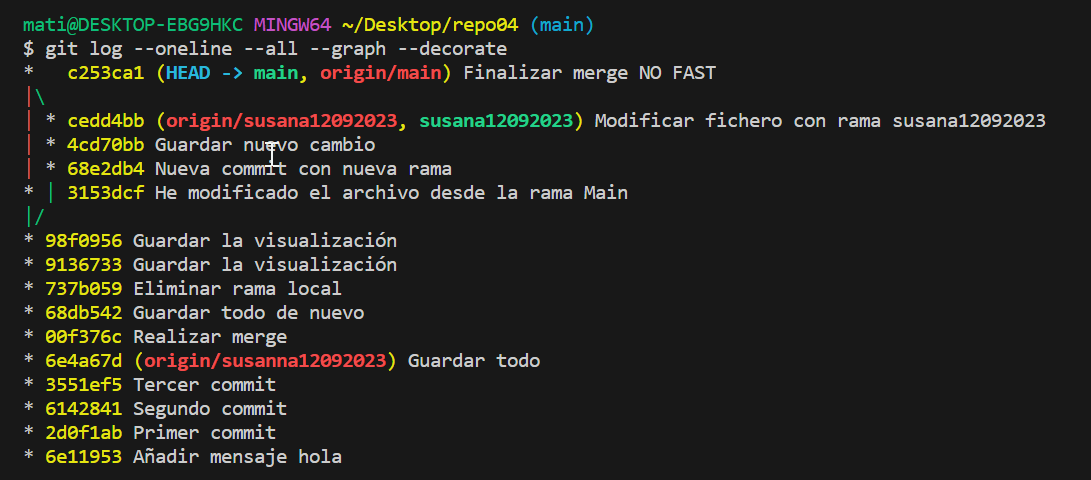 mati@DESKTOP-EBG9HKC MINGW64 ~/Desktop/repo04 (main)
$ git log --oneline --all --graph --decorate
*   c253ca1 (HEAD -> main, origin/main) Finalizar merge NO FAST
|\
| * cedd4bb (origin/susana12092023, susana12092023) Modificar fichero con rama susana12092023
| * 4cd70bb Guardar nuevo cambio
| * 68e2db4 Nueva commit con nueva rama
* | 3153dcf He modificado el archivo desde la rama Main
|/
* 98f0956 Guardar la visualización
* 9136733 Guardar la visualización
* 737b059 Eliminar rama local
* 68db542 Guardar todo de nuevo
* 00f376c Realizar merge
* 6e4a67d (origin/susanna12092023) Guardar todo
* 3551ef5 Tercer commit
* 6142841 Segundo commit
* 2d0f1ab Primer commit
* 6e11953 Añadir mensaje hola